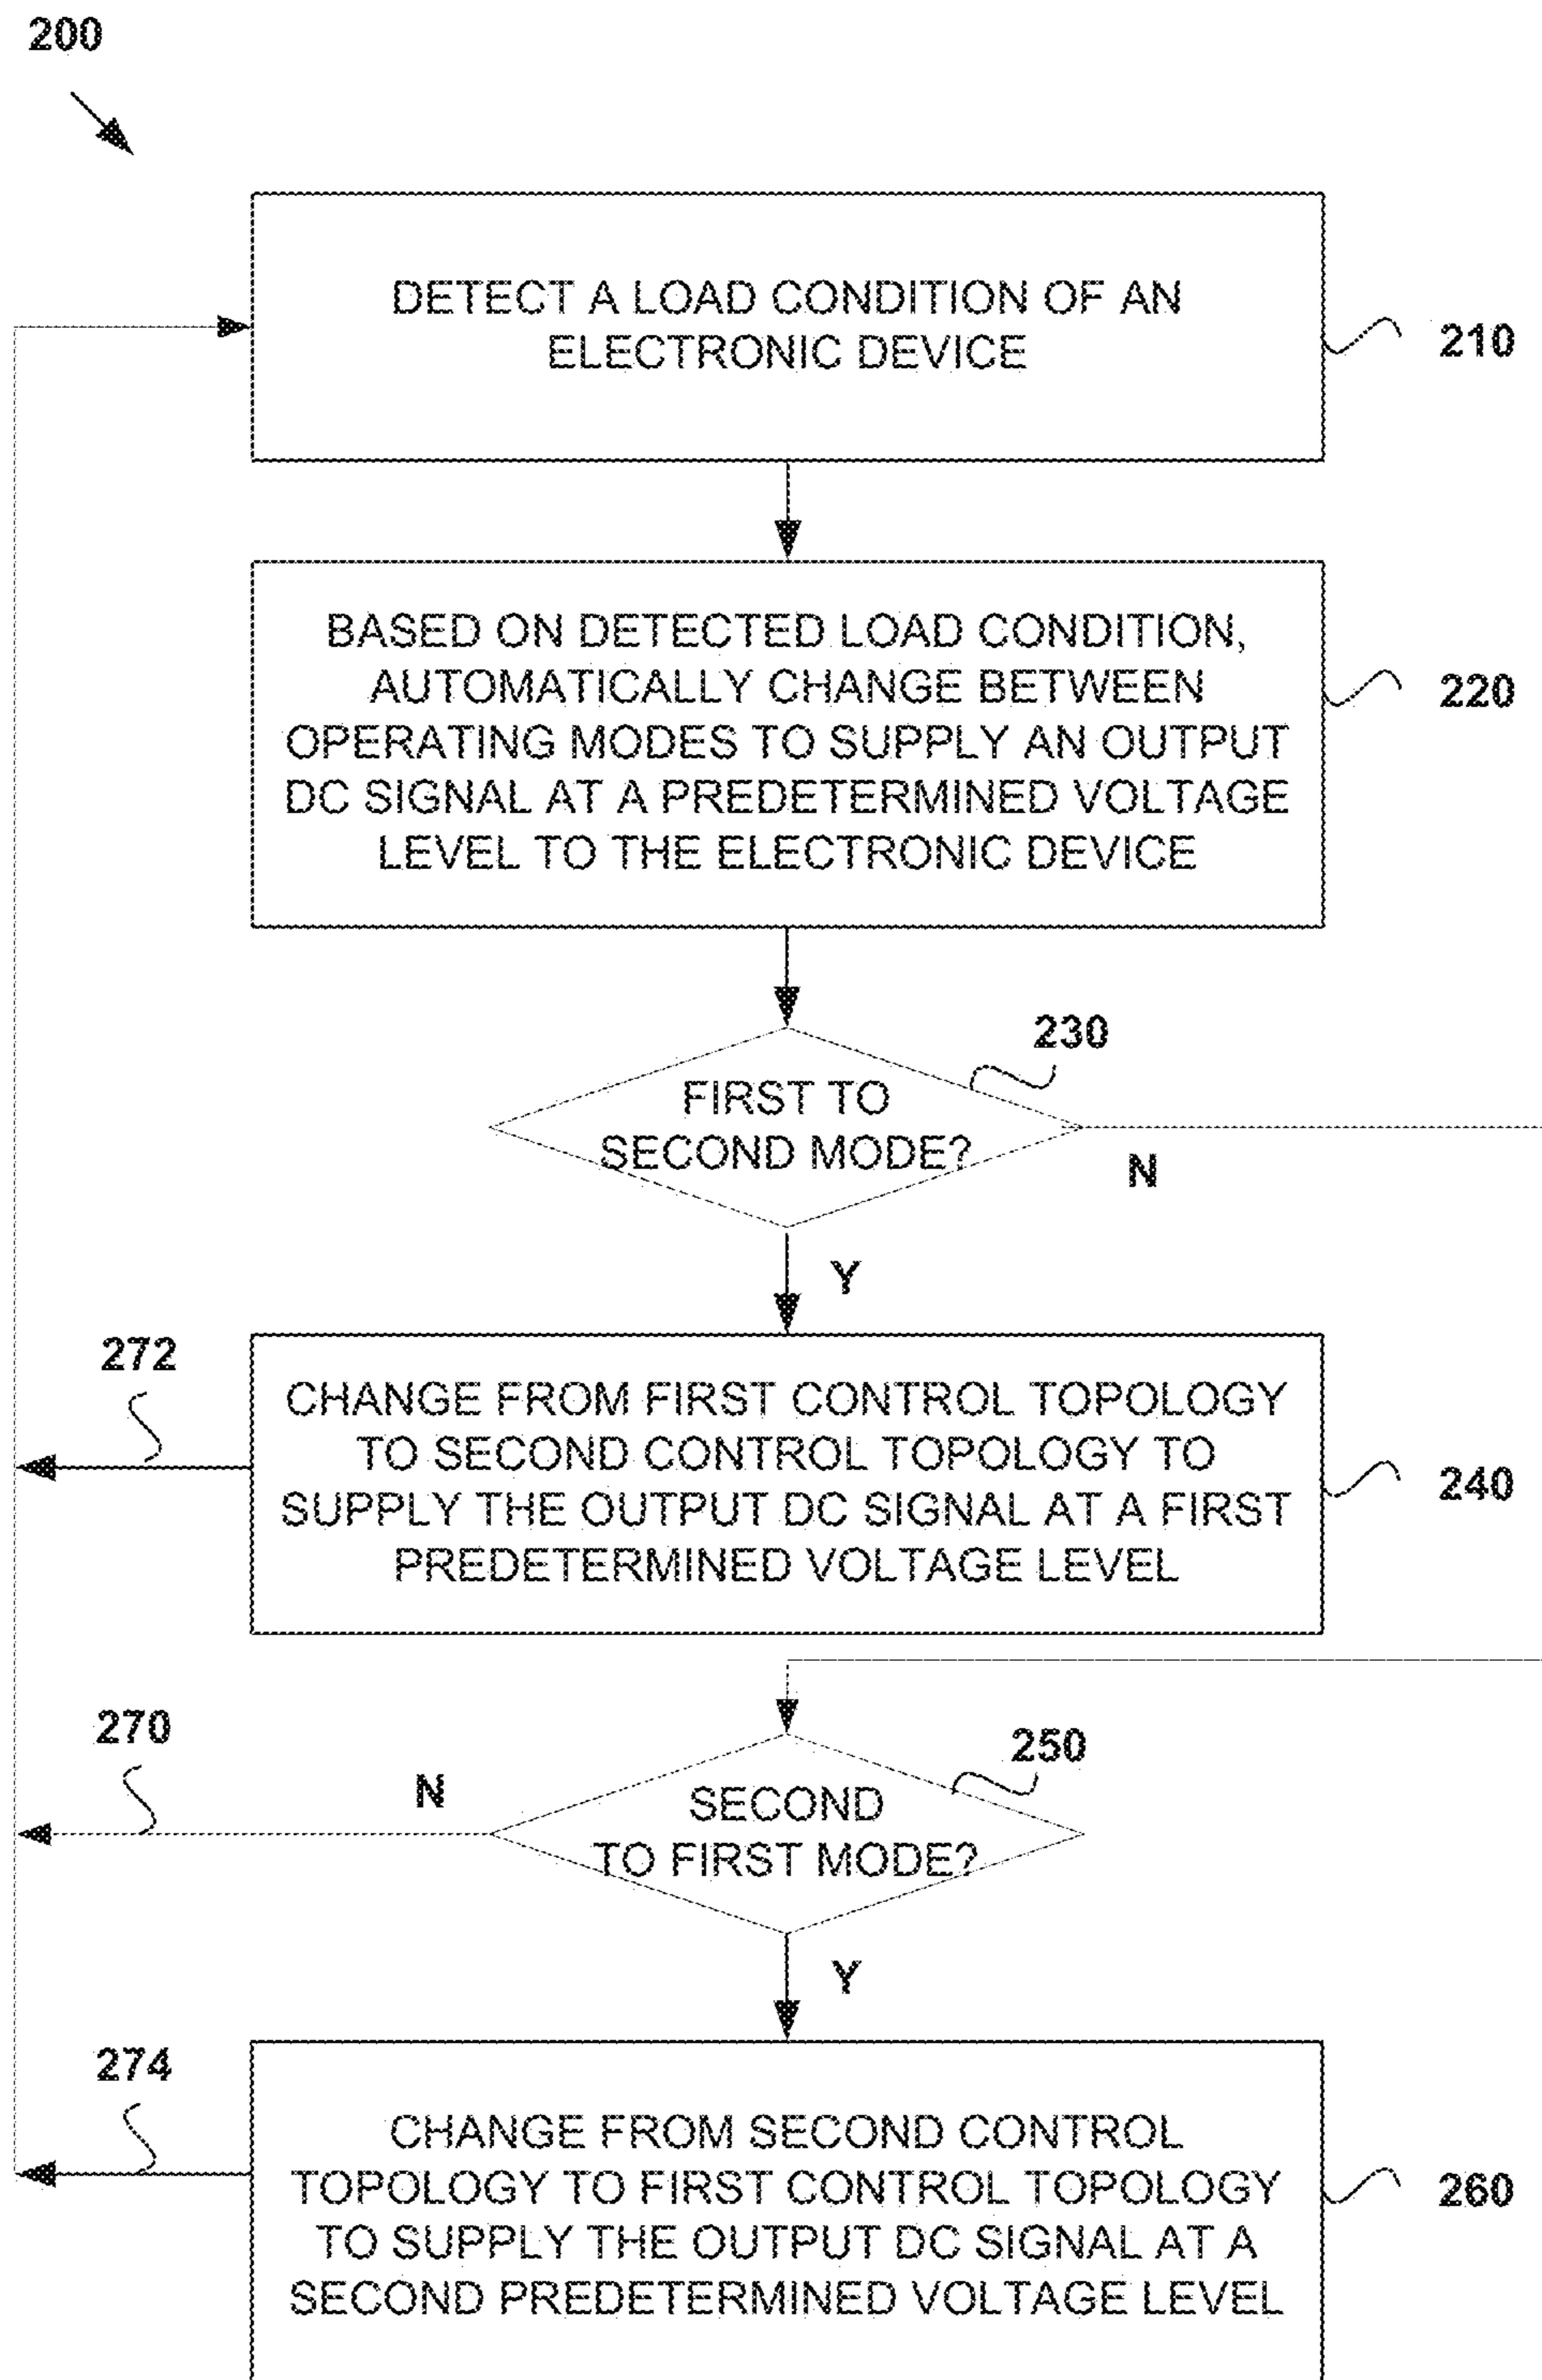 200
DETECT A LOAD CONDITION OF AN
ELECTRONIC DEVICE
210
BASED ON DETECTED LOAD CONDITION,
AUTOMATICALLY CHANGE BETWEEN
OPERATING MODES TO SUPPLY AN OUTPUT
DC SIGNAL AT A PREDETERMINED VOLTAGE
LEVEL TO THE ELECTRONIC DEVICE
220
230
FIRST TO
SECOND MODE?
N
Y
272
CHANGE FROM FIRST CONTROL TOPOLOGY
TO SECOND CONTROL TOPOLOGY TO
SUPPLY THE OUTPUT DC SIGNAL AT A FIRST
PREDETERMINED VOLTAGE LEVEL
240
270
N
250
SECOND
TO FIRST MODE?
Y
274
CHANGE FROM SECOND CONTROL
TOPOLOGY TO FIRST CONTROL TOPOLOGY
TO SUPPLY THE OUTPUT DC SIGNAL AT A
SECOND PREDETERMINED VOLTAGE LEVEL
260